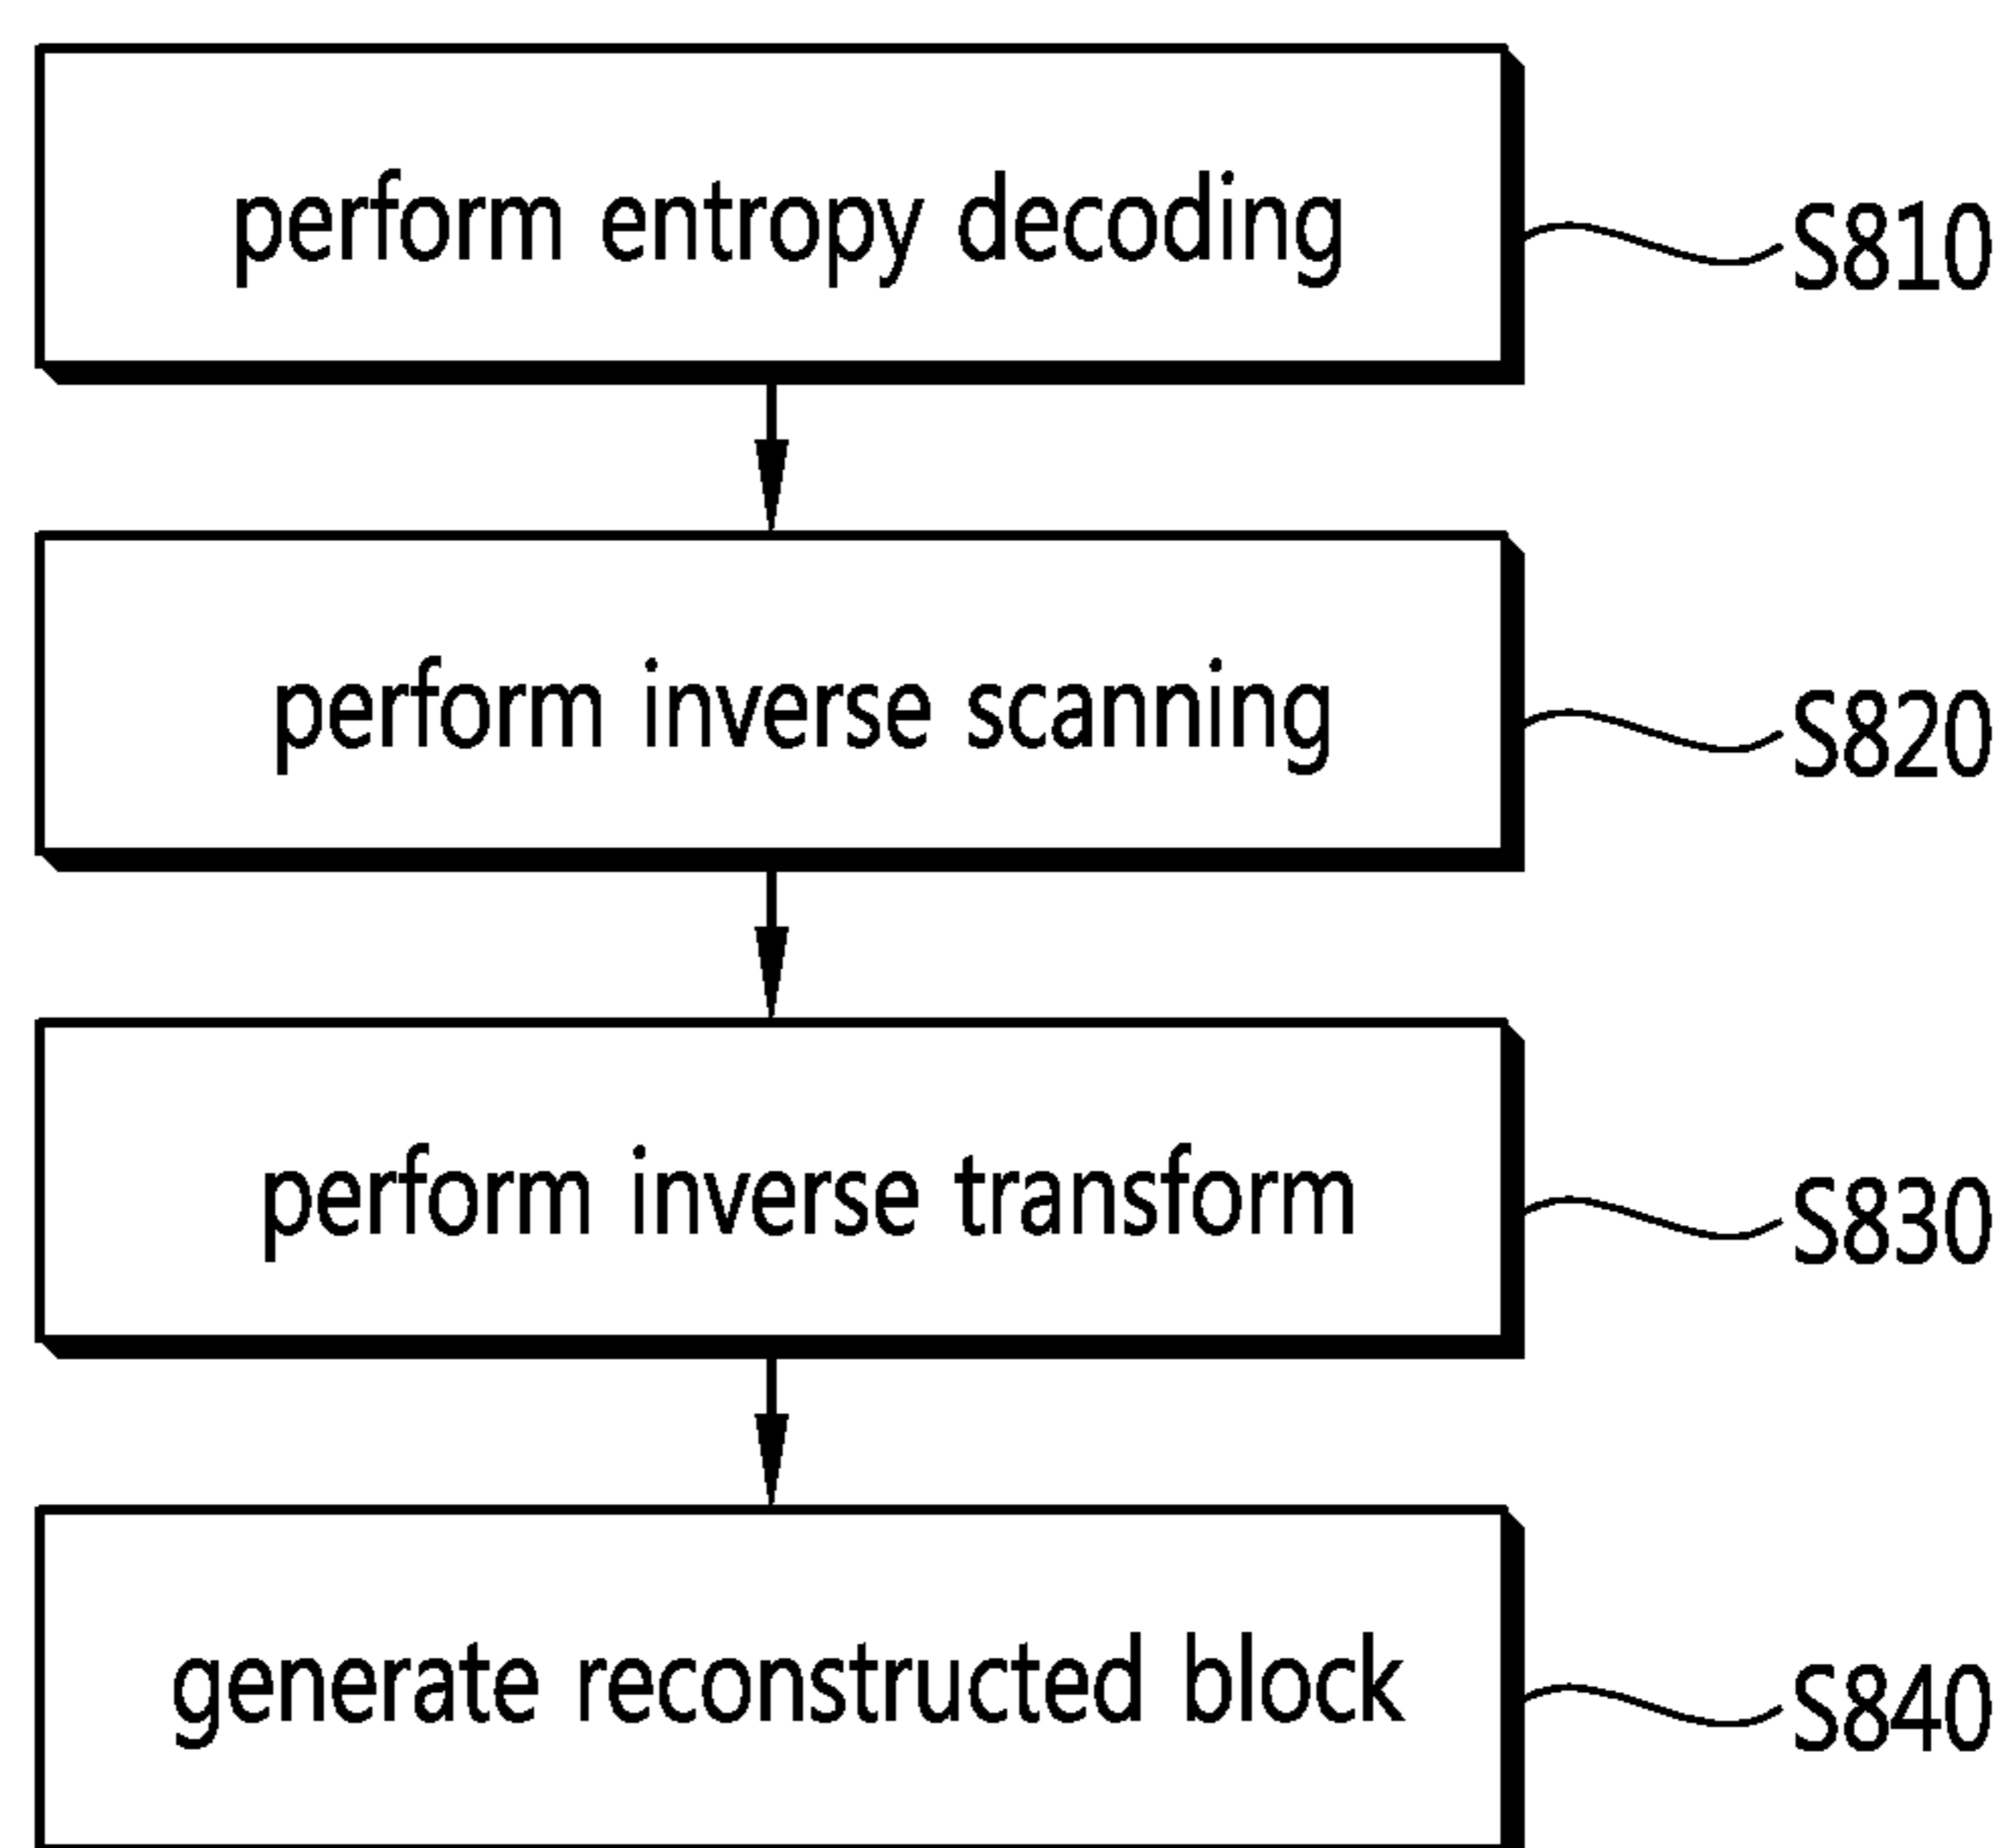 perform entropy decoding
S810
perform inverse scanning
S820
perform inverse transform
S830
generate reconstructed block
S840